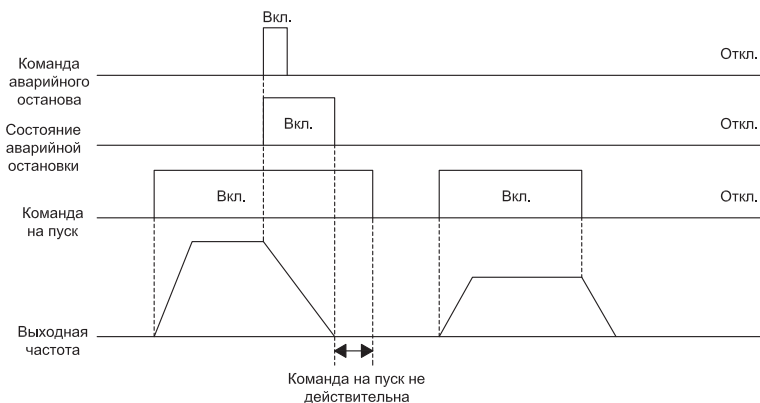 Вкл.
Команда
аварийного
останова
Откл.
Состояние
аварийной
остановки
Вкл.
Откл.
Команда
на пуск
Вкл.
Вкл.
Откл.
Выходная
частота
Команда на пуск не
действительна